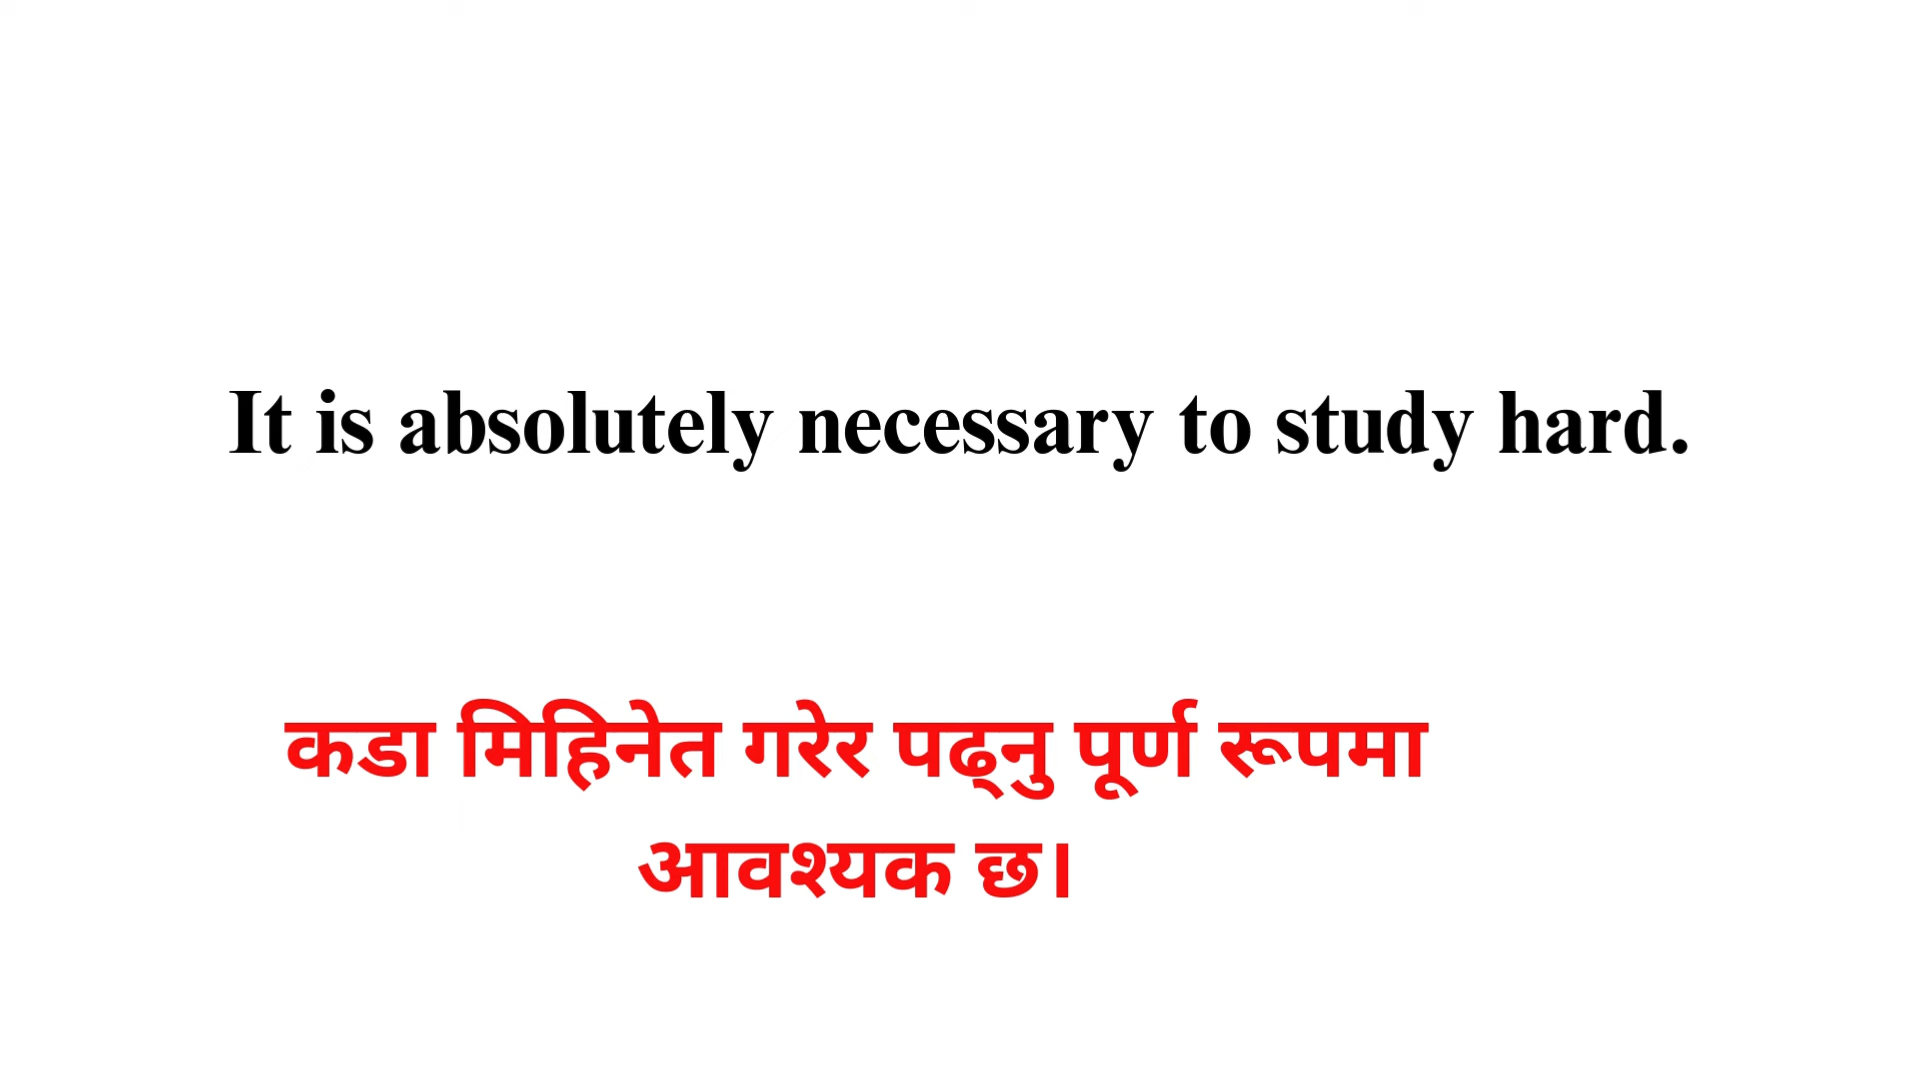 It is absolutely necessary to study hard.
कडा मिहिनेत गरेर पढ्नु पूर्ण रूपमा
आवश्यक छ।